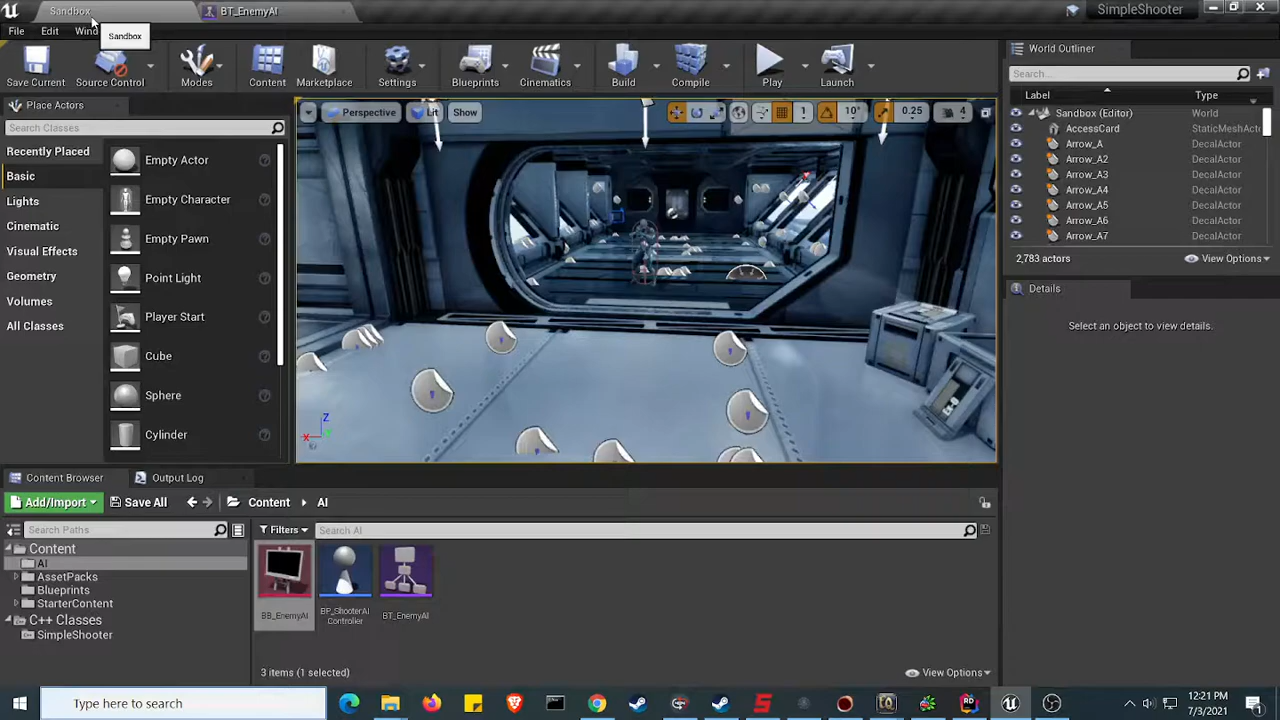 Sandbox
BT_EnemyAI
SimpleShooter
File
Edit
Wind
Sandbox
Save Current
Source Control
Modes
Content
Marketplace
Settings
Blueprints
Cinematics
Build
Compile
Play
Launch
World Outliner
Search...
Label
Type
Sandbox (Editor)
World
AccessCard
StaticMeshActo
Arrow_A
DecalActor
Arrow_A2
DecalActor
Arrow_A3
DecalActor
Arrow_A4
DecalActor
Arrow_A5
DecalActor
Arrow_A6
DecalActor
Arrow_A7
DecalActor
2,783 actors
View Options
Details
Select an object to view details.
Place Actors
Search Classes
Recently Placed
Basic
Lights
Cinematic
Visual Effects
Geometry
Volumes
All Classes
Empty Actor
Empty Character
Empty Pawn
Point Light
Player Start
Cube
Sphere
Cylinder
Perspective
Lit
Show
1
10°
0.25
4
Z
X
Content Browser
Output Log
Add/Import
Save All
Content
AI
Search Paths
Filters
Search AI
Content
AI
AssetPacks
Blueprints
StarterContent
C++ Classes
SimpleShooter
BB_EnemyAI
BP_ShooterAI
Controller
BT_EnemyAI
3 items (1 selected)
View Options
Type here to search
12:21 PM
7/3/2021